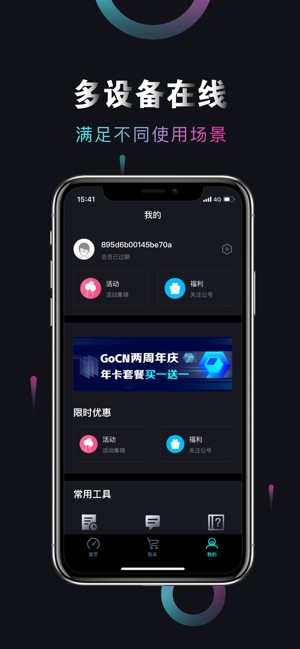 多设备在线
满足不同使用场景
15:41
4G
我的
895d6b00145be70a
会员已过期
活动
活动集锦
福利
关注公号
GoCN两周年庆
年卡套餐买一送一
限时优惠
活动
活动集锦
福利
关注公号
常用工具
首页
购买
我的